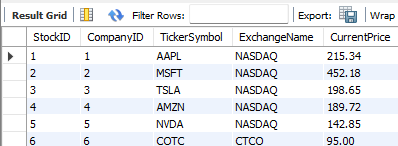 Result Grid Filter Rows: Export: Wrap
StockID CompanyID TickerSymbol ExchangeName CurrentPrice
1 1 AAPL NASDAQ 215.34
2 2 MSFT NASDAQ 452.18
3 3 TSLA NASDAQ 198.65
4 4 AMZN NASDAQ 189.72
5 5 NVDA NASDAQ 142.85
6 6 COTC CTCO 95.00